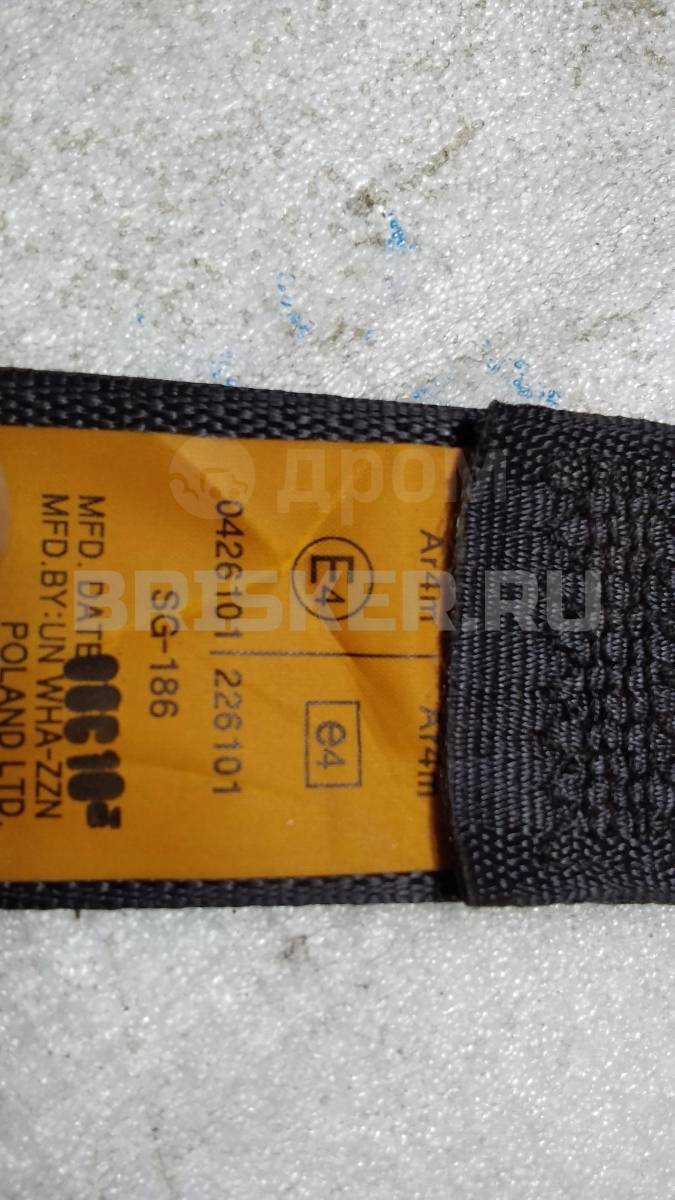 Ar4m Ar4m
E4 e4
0426101 226101
SG-186
MFD. DATE
MFD.BY:UN WHA-ZZN
POLAND LTD.
дром
BRISKER.RU